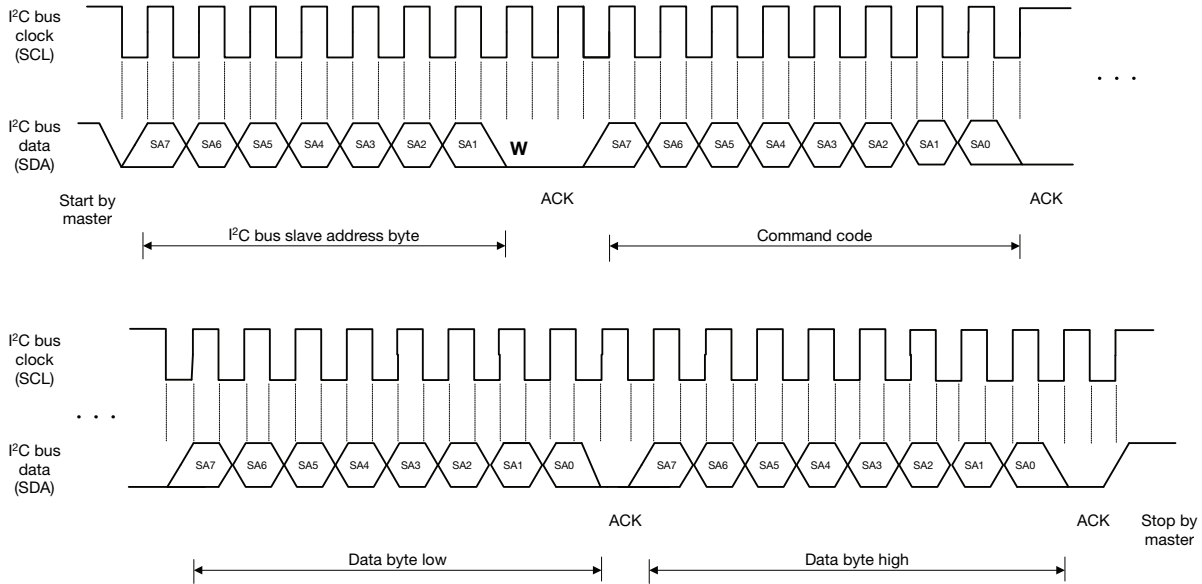 I²C bus
clock
(SCL)
. . .
I²C bus
data
(SDA)
SA7 SA6 SA5 SA4 SA3 SA2 SA1 W SA7 SA6 SA5 SA4 SA3 SA2 SA1 SA0
Start by
master
ACK ACK
I²C bus slave address byte Command code
I²C bus
clock
(SCL)
. . .
I²C bus
data
(SDA)
SA7 SA6 SA5 SA4 SA3 SA2 SA1 SA0 SA7 SA6 SA5 SA4 SA3 SA2 SA1 SA0
ACK ACK Stop by
master
Data byte low Data byte high